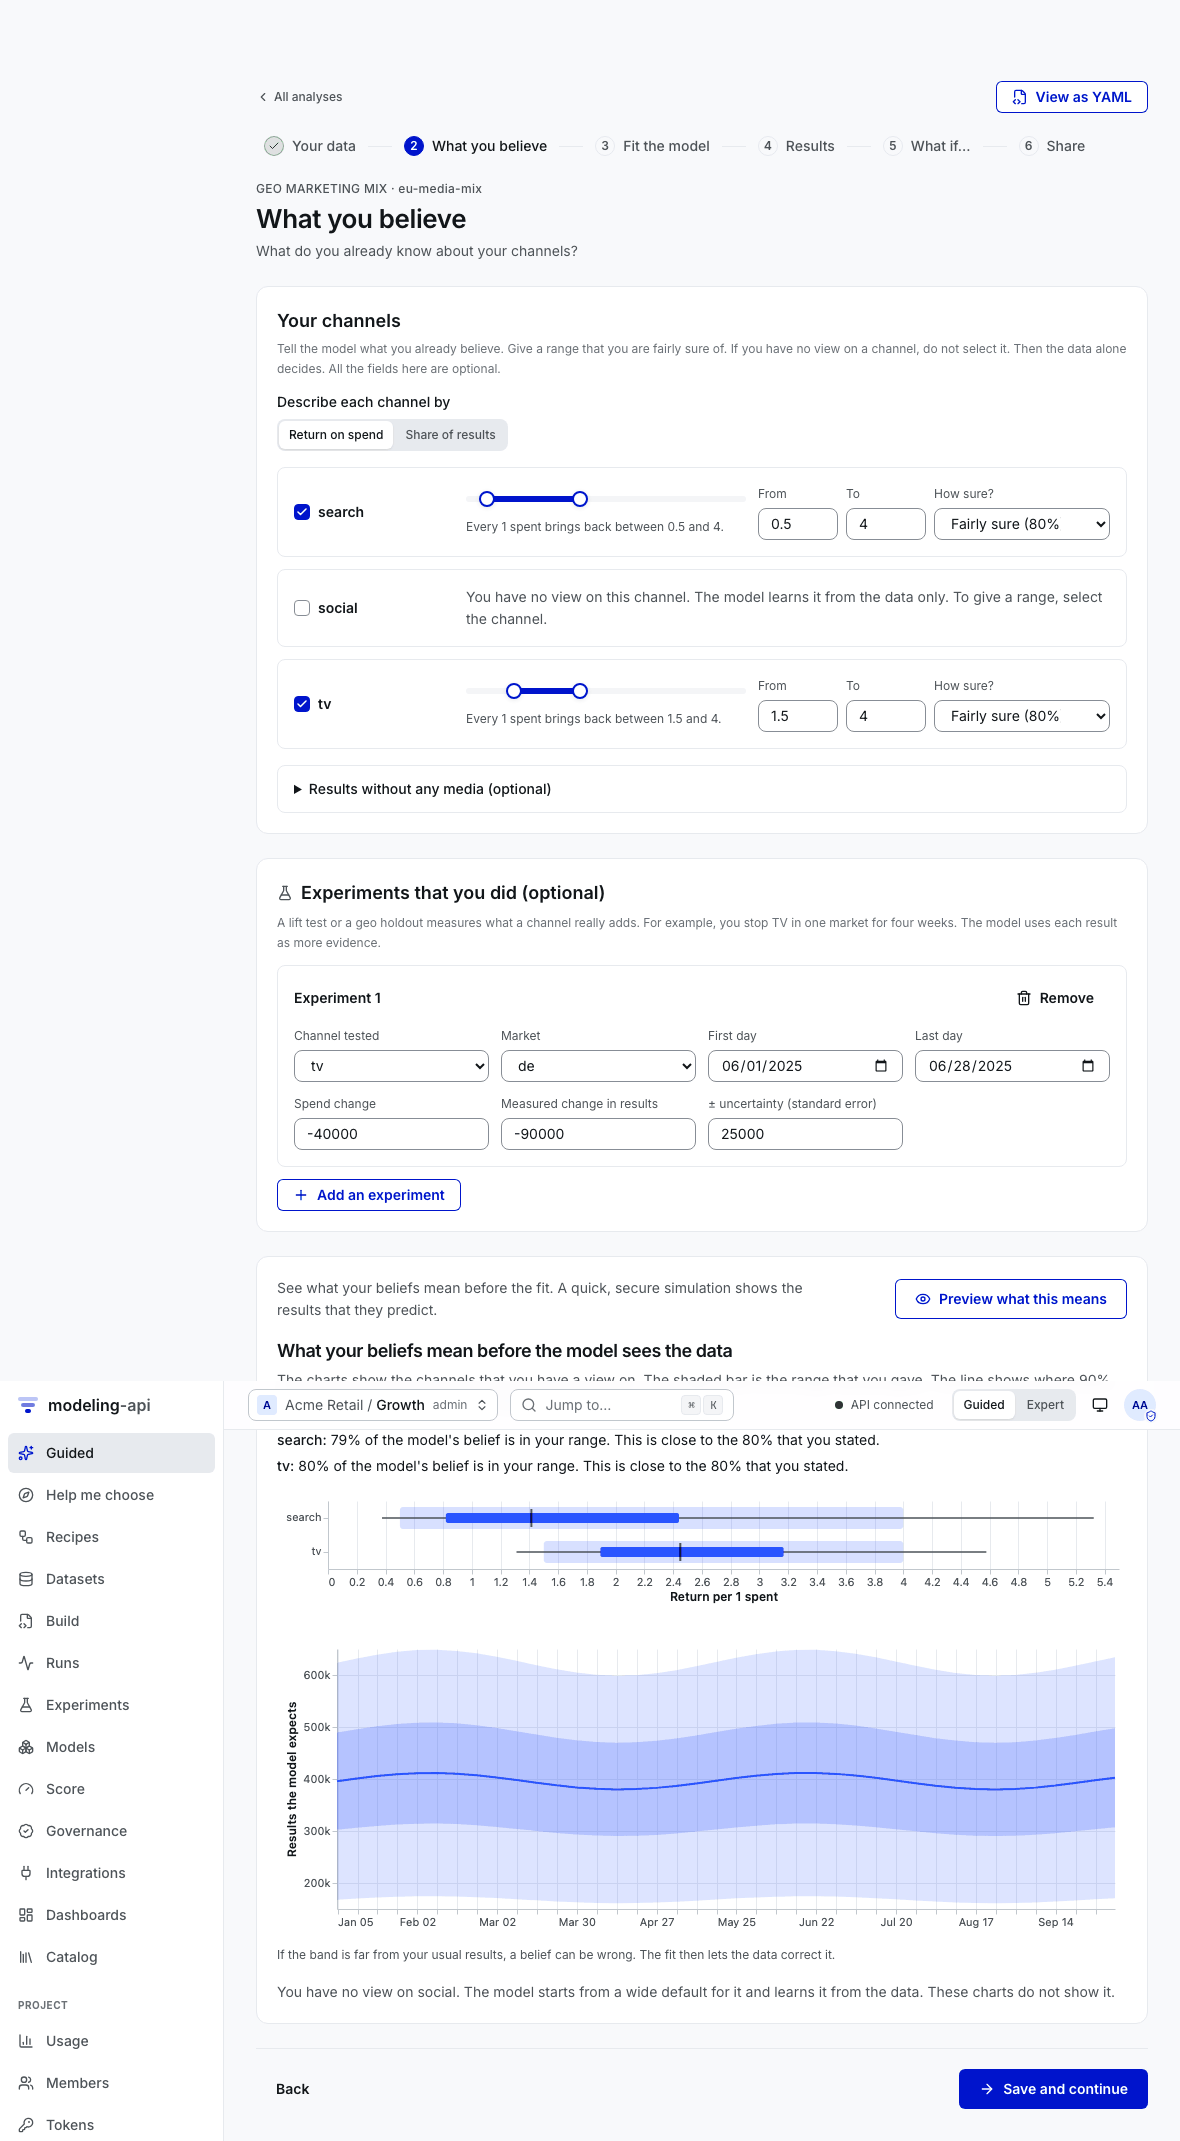 All analyses
View as YAML
Your data
2 What you believe
3 Fit the model
4 Results
5 What if...
6 Share
GEO MARKETING MIX · eu-media-mix
What you believe
What do you already know about your channels?
Your channels
Tell the model what you already believe. Give a range that you are fairly sure of. If you have no view on a channel, do not select it. Then the data alone
decides. All the fields here are optional.
Describe each channel by
Return on spend
Share of results
search
Every 1 spent brings back between 0.5 and 4.
From
To
How sure?
0.5
4
Fairly sure (80%
social
You have no view on this channel. The model learns it from the data only. To give a range, select
the channel.
tv
Every 1 spent brings back between 1.5 and 4.
From
To
How sure?
1.5
4
Fairly sure (80%
Results without any media (optional)
Experiments that you did (optional)
A lift test or a geo holdout measures what a channel really adds. For example, you stop TV in one market for four weeks. The model uses each result
as more evidence.
Experiment 1
Remove
Channel tested
Market
First day
Last day
tv
de
06/01/2025
06/28/2025
Spend change
Measured change in results
± uncertainty (standard error)
-40000
-90000
25000
Add an experiment
See what your beliefs mean before the fit. A quick, secure simulation shows the
results that they predict.
Preview what this means
What your beliefs mean before the model sees the data
The charts show the channels that you have a view on. The shaded bar is the range that you gave. The line shows where 90%
modeling-api
A Acme Retail / Growth admin
Jump to...
⌘ K
API connected
Guided
Expert
AA
search: 79% of the model's belief is in your range. This is close to the 80% that you stated.
tv: 80% of the model's belief is in your range. This is close to the 80% that you stated.
search
tv
0 0.2 0.4 0.6 0.8 1 1.2 1.4 1.6 1.8 2 2.2 2.4 2.6 2.8 3 3.2 3.4 3.6 3.8 4 4.2 4.4 4.6 4.8 5 5.2 5.4
Return per 1 spent
Results the model expects
600k
500k
400k
300k
200k
Jan 05 Feb 02 Mar 02 Mar 30 Apr 27 May 25 Jun 22 Jul 20 Aug 17 Sep 14
If the band is far from your usual results, a belief can be wrong. The fit then lets the data correct it.
You have no view on social. The model starts from a wide default for it and learns it from the data. These charts do not show it.
Back
Save and continue
Guided
Help me choose
Recipes
Datasets
Build
Runs
Experiments
Models
Score
Governance
Integrations
Dashboards
Catalog
PROJECT
Usage
Members
Tokens